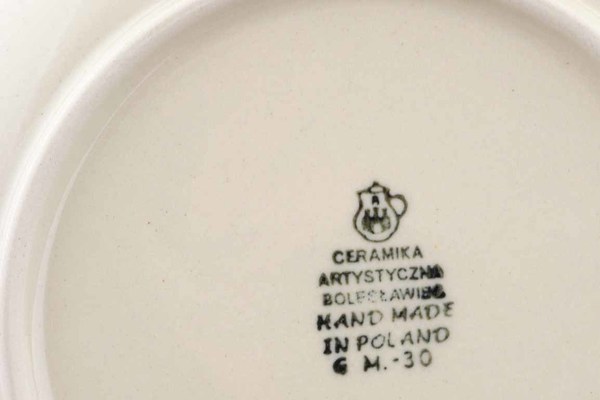 A
CERAMIKA
ARTYSTYCZNA
BOLESŁAWIEC
HAND MADE
IN POLAND
G M.-30